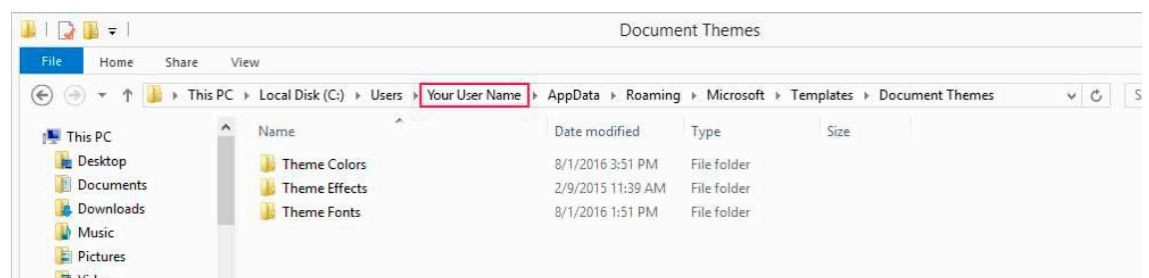 Document Themes
File Home Share View
This PC Local Disk (C:) Users Your User Name AppData Roaming Microsoft Templates Document Themes
This PC
Desktop
Documents
Downloads
Music
Pictures
Name Date modified Type Size
Theme Colors 8/1/2016 3:51 PM File folder
Theme Effects 2/9/2015 11:39 AM File folder
Theme Fonts 8/1/2016 1:51 PM File folder